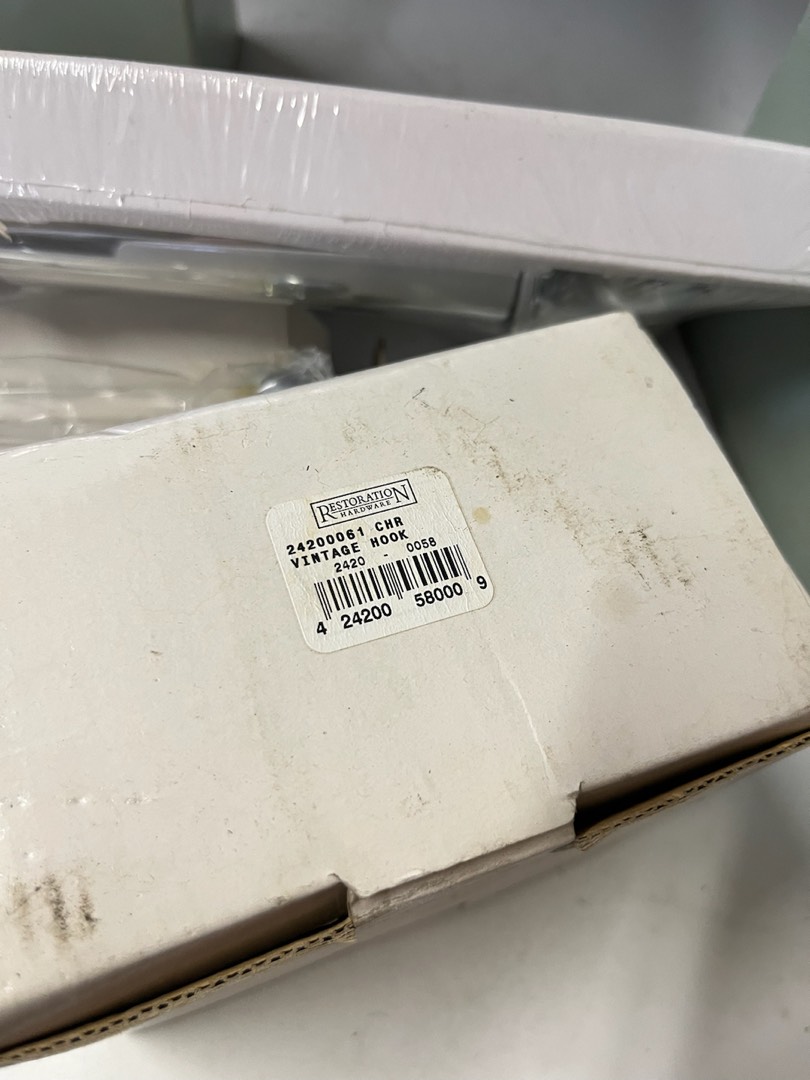 RESTORATION
HARDWARE
24200061 CHR
VINTAGE HOOK
2420 - 0058
4 24200 58000 9